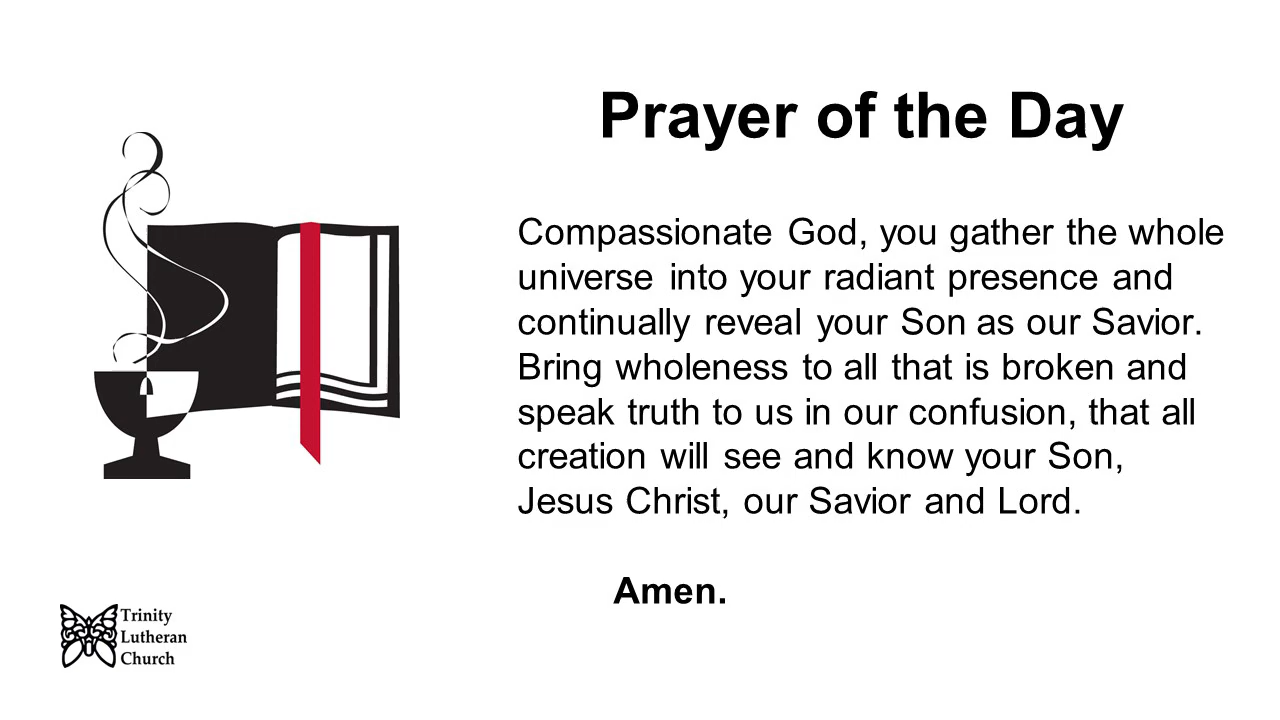 Prayer of the Day
Compassionate God, you gather the whole
universe into your radiant presence and
continually reveal your Son as our Savior.
Bring wholeness to all that is broken and
speak truth to us in our confusion, that all
creation will see and know your Son,
Jesus Christ, our Savior and Lord.
Amen.
Trinity
Lutheran
Church